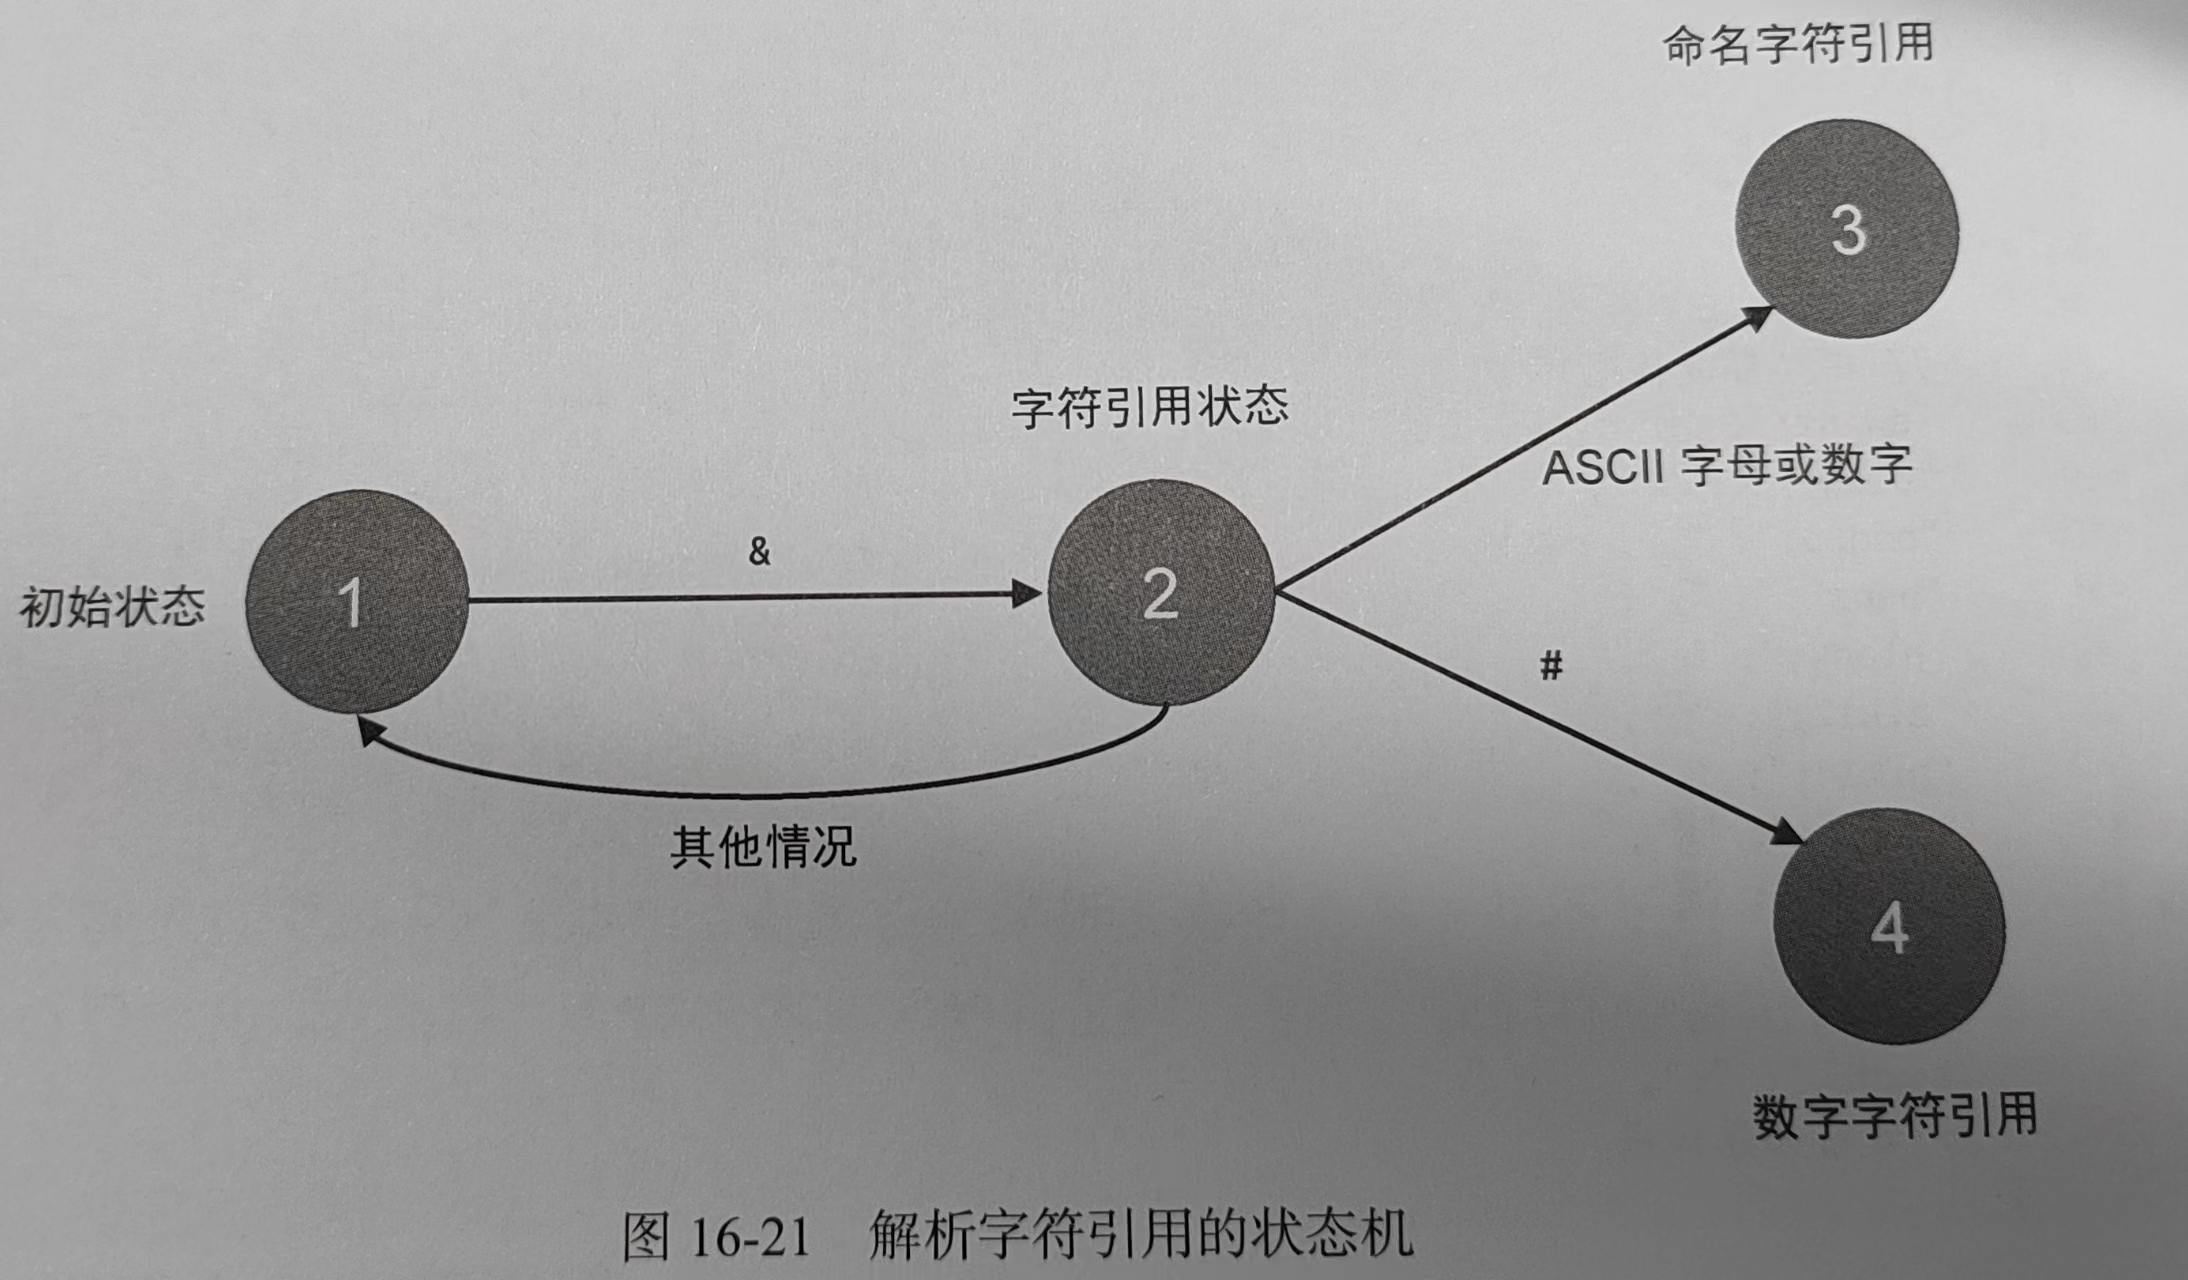 命名字符引用
3
字符引用状态
ASCII 字母或数字
&
初始状态
1
2
#
其他情况
4
数字字符引用
图 16-21 解析字符引用的状态机